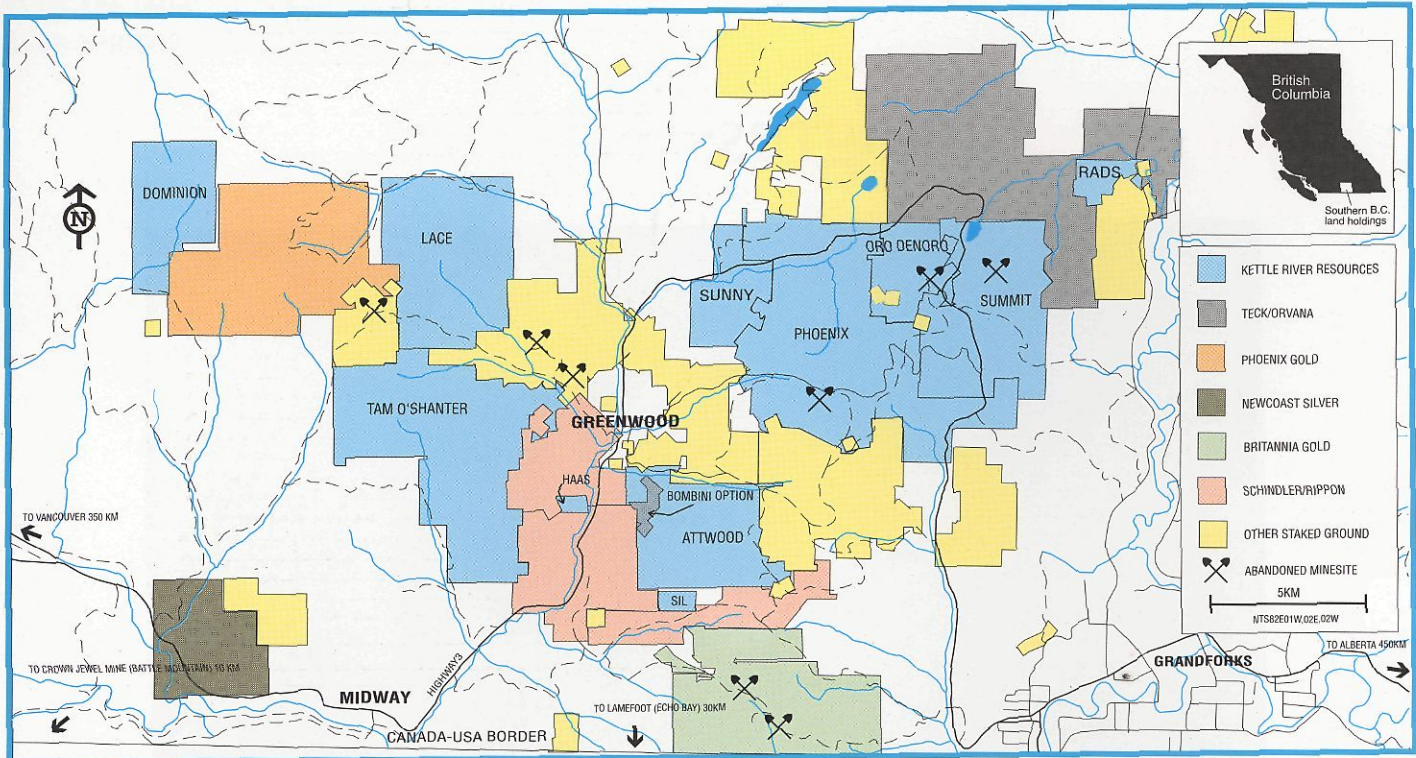 British
Columbia
Southern B.C.
land holdings
DOMINION
RADS
LACE
ORO DENORO
KETTLE RIVER RESOURCES
SUNNY
SUMMIT
TECK/ORVANA
PHOENIX
PHOENIX GOLD
TAM O'SHANTER
NEWCOAST SILVER
GREENWOOD
BRITANNIA GOLD
HAAS
SCHINDLER/RIPPON
BOMBINI OPTION
TO VANCOUVER 350 KM
ATTWOOD
OTHER STAKED GROUND
ABANDONED MINESITE
5KM
SIL
NTS82E01W,02E,02W
TO ALBERTA 450KM
GRANDFORKS
TO CROWN JEWEL MINE (BATTLE MOUNTAIN) 10 KM
HIGHWAY3
MIDWAY
TO LAMEFOOT (ECHO BAY) 30KM
CANADA-USA BORDER
N